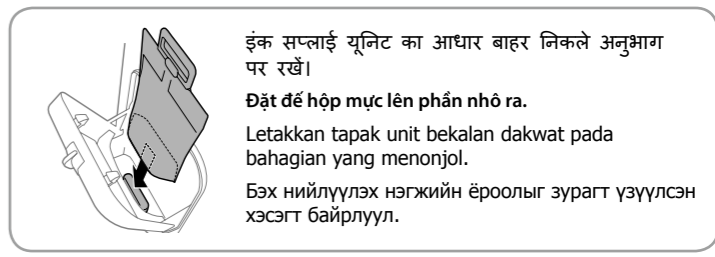 इंक सप्लाई यूनिट का आधार बाहर निकले अनुभाग
पर रखें।
Đặt đế hộp mực lên phần nhô ra.
Letakkan tapak unit bekalan dakwat pada
bahagian yang menonjol.
Бэх нийлүүлэх нэгжийн ёроолыг зурагт үзүүлсэн
хэсэгт байрлуул.